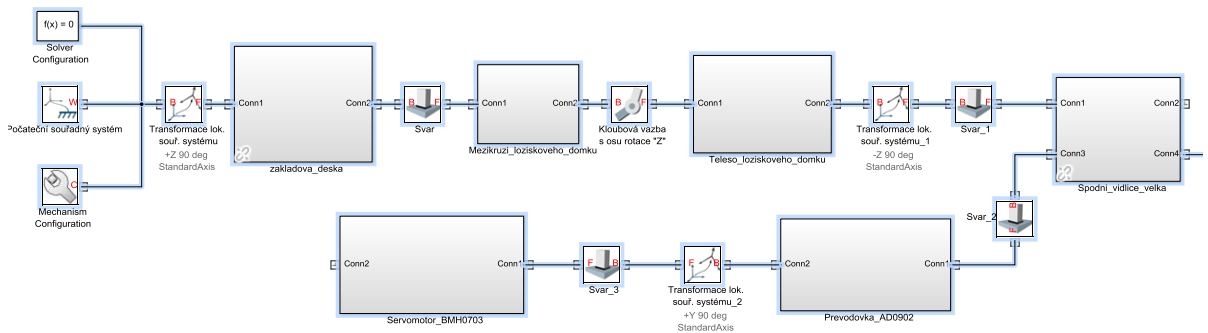 f(x) = 0
Solver
Configuration
W
Počateční souřadný systém
C
Mechanism
Configuration
B F
Transformace lok.
souř. systému
+Z 90 deg
StandardAxis
Conn1 Conn2
zakladova_deska
B F
Svar
Conn1 Conn2
Mezikruzi_loziskoveho_domku
B F
Kloubová vazba
s osu rotace "Z"
Conn1 Conn2
Teleso_loziskoveho_domku
B F
Transformace lok.
souř. systému_1
-Z 90 deg
StandardAxis
B F
Svar_1
Conn1 Conn2
Conn3 Conn4
Spodni_vidlice_velka
B
F
Svar_2
Conn2 Conn1
Servomotor_BMH0703
F B
Svar_3
F B
Transformace lok.
souř. systému_2
+Y 90 deg
StandardAxis
Conn2 Conn1
Prevodovka_AD0902